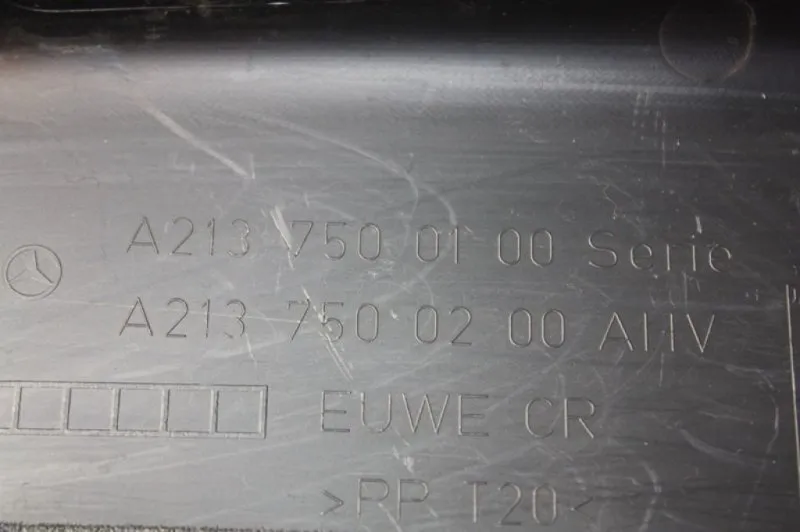 A213 750 01 00 Serie
A213 750 02 00 AHV
EUWE CR
>PP T20<